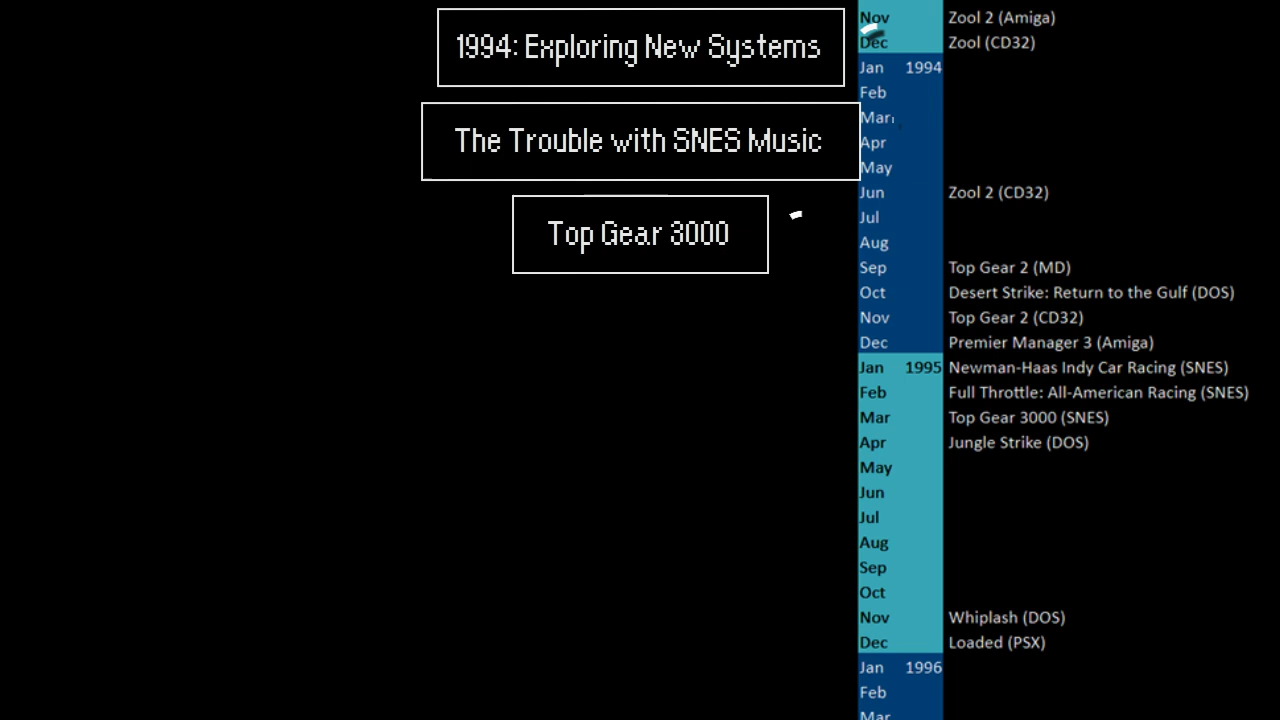 1994: Exploring New Systems
The Trouble with SNES Music
Top Gear 3000
Nov Zool 2 (Amiga)
Dec Zool (CD32)
Jan 1994
Feb
Mar
Apr
May
Jun Zool 2 (CD32)
Jul
Aug
Sep Top Gear 2 (MD)
Oct Desert Strike: Return to the Gulf (DOS)
Nov Top Gear 2 (CD32)
Dec Premier Manager 3 (Amiga)
Jan 1995 Newman-Haas Indy Car Racing (SNES)
Feb Full Throttle: All-American Racing (SNES)
Mar Top Gear 3000 (SNES)
Apr Jungle Strike (DOS)
May
Jun
Jul
Aug
Sep
Oct
Nov Whiplash (DOS)
Dec Loaded (PSX)
Jan 1996
Feb
Mar